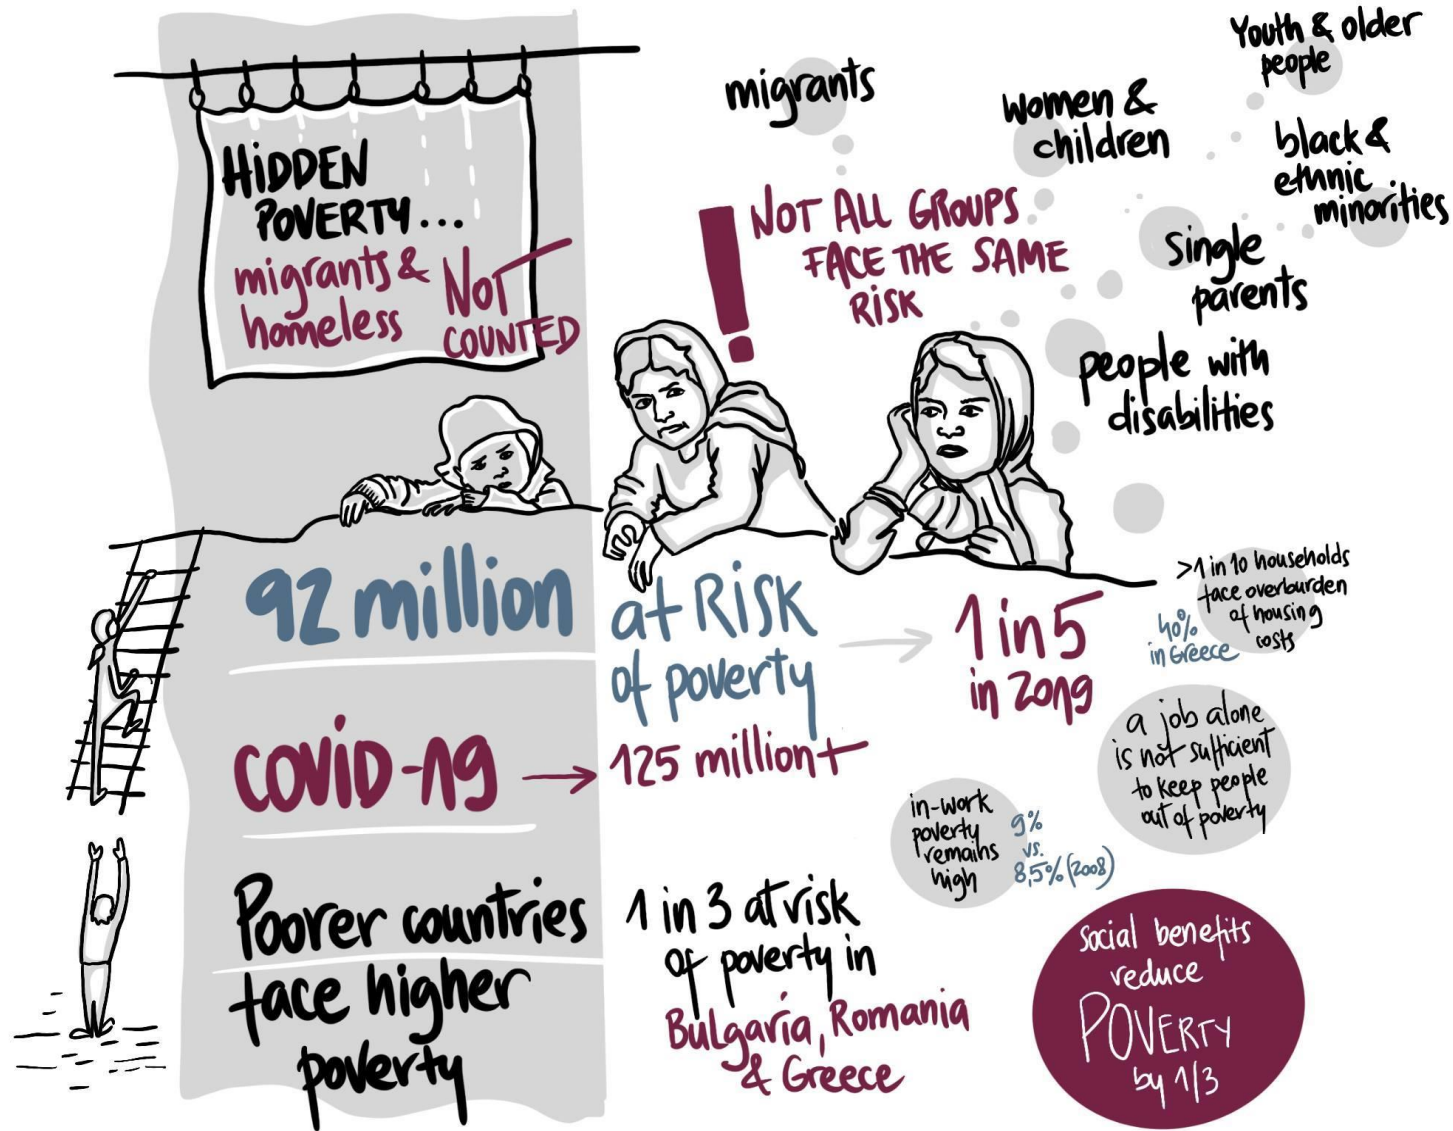 HiDDEN
POVERTY...
migrants &
homeless
NOT
COUNTED
migrants
women &
children
Youth & older
people
black &
ethnic
minorities
Single
parents
people with
disabilities
!
NOT ALL GROUPS
FACE THE SAME
RiSK
92 million
at RiSK
of poverty
1 in 5
in 2019
>1 in 10 households
face overburden
of housing
costs
40%
in Greece
COViD-19
125 million+
a job alone
is not sufficient
to keep people
out of poverty
in-work
poverty
remains
high
9%
vs.
8,5% (2008)
Poorer countries
face higher
poverty
1 in 3 at risk
of poverty in
Bulgaria, Romania
& Greece
Social benefits
reduce
POVERTY
by 1/3